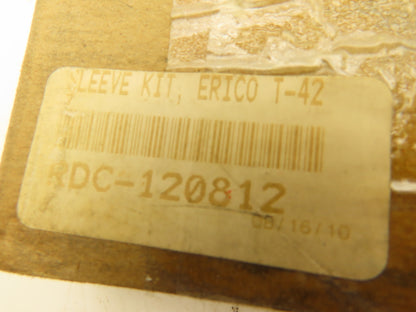 SLEEVE KIT, ERICO T-42
RDC-120812
08/16/10